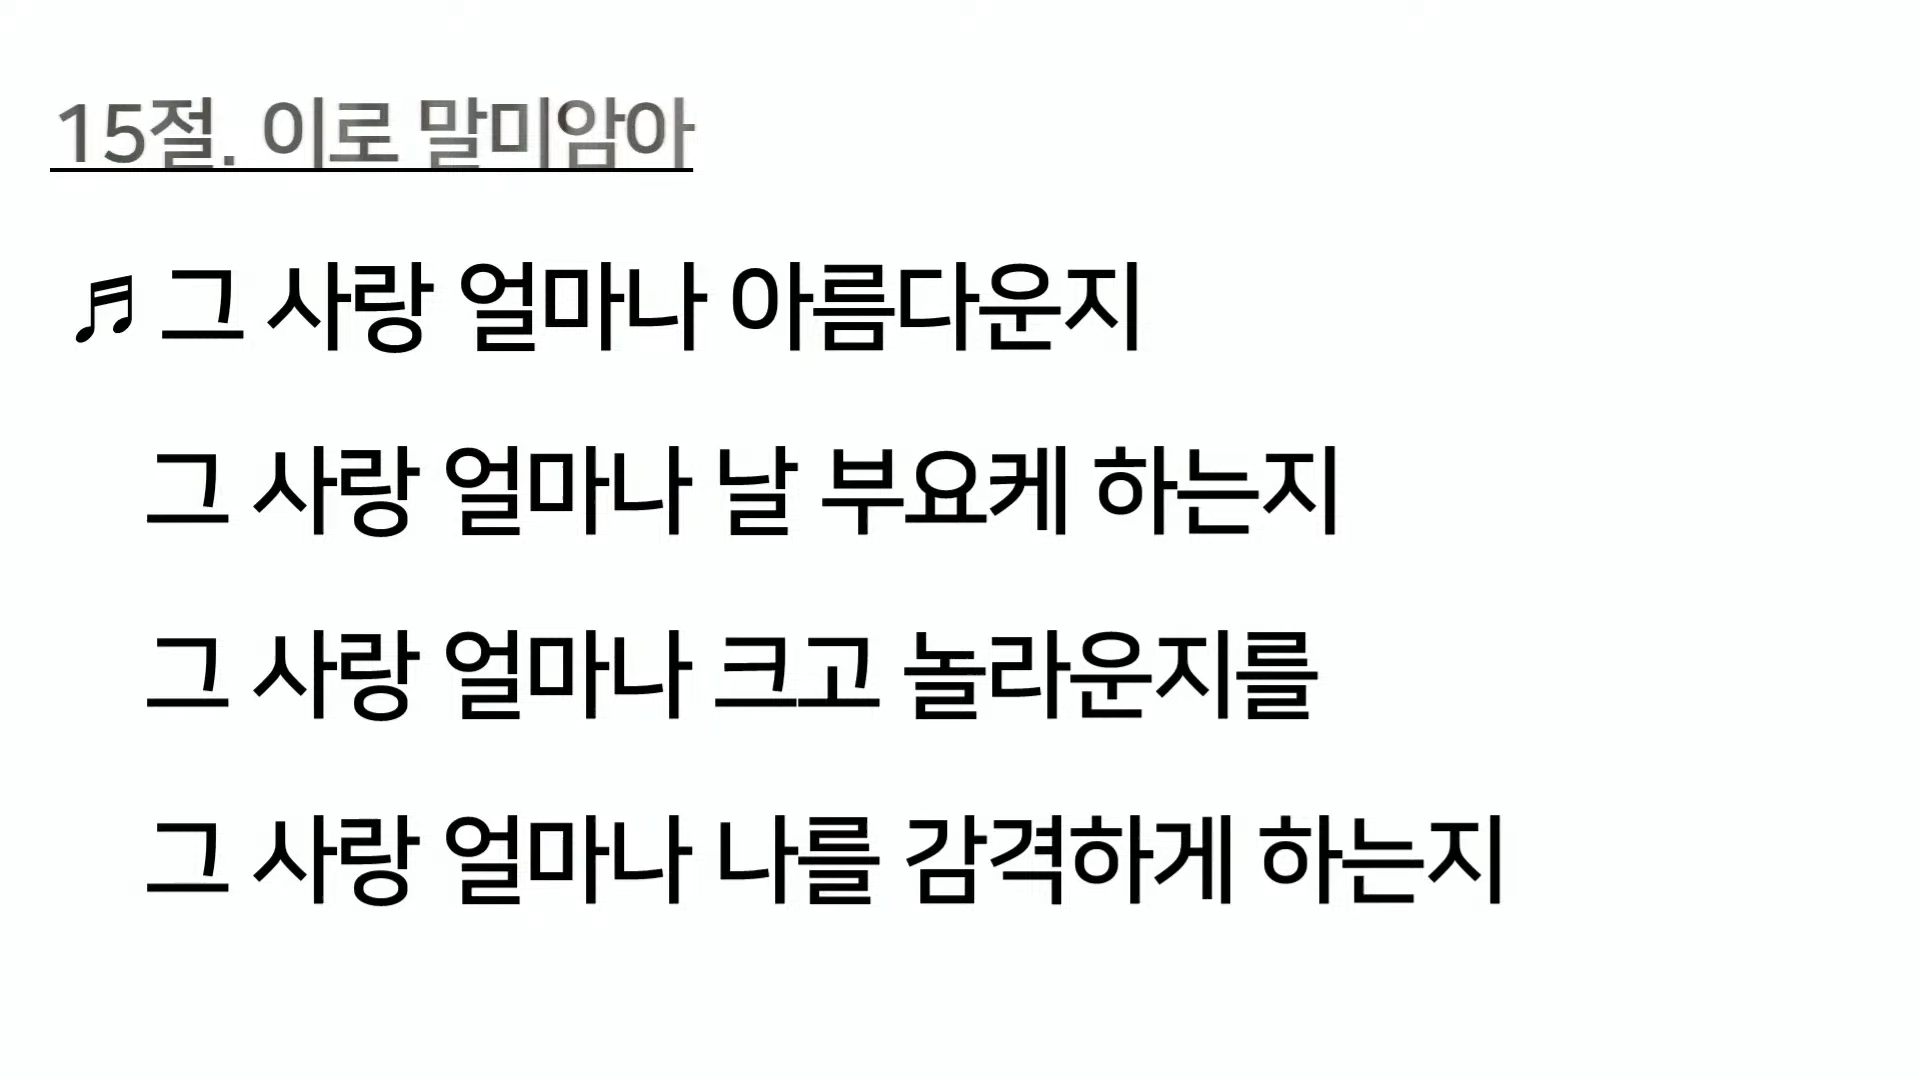 15절. 이로 말미암아
♬그 사랑 얼마나 아름다운지
그 사랑 얼마나 날 부요케 하는지
그 사랑 얼마나 크고 놀라운지를
그 사랑 얼마나 나를 감격하게 하는지